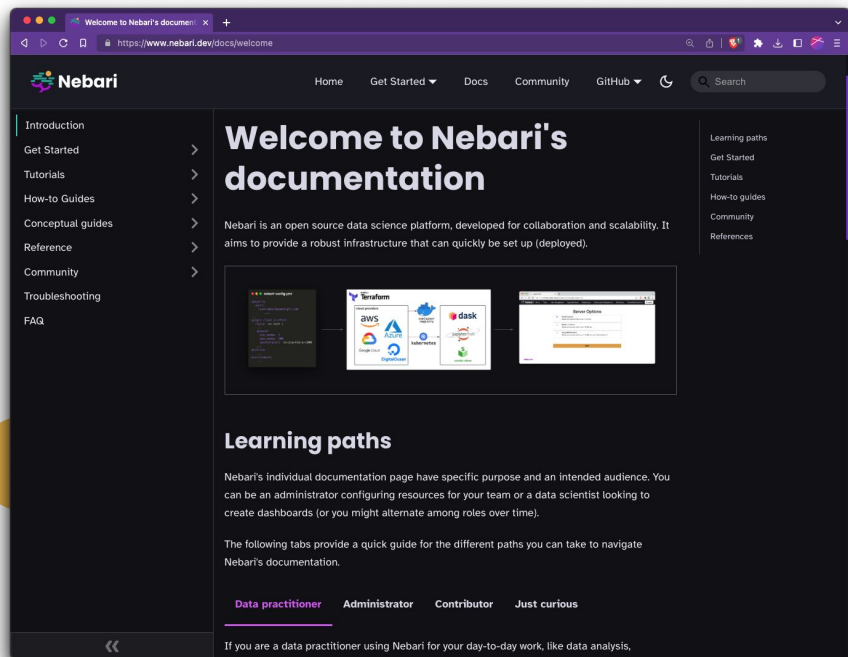 Welcome to Nebari's document
https://www.nebari.dev/docs/welcome
Nebari
Home
Get Started
Docs
Community
GitHub
Search
Introduction
Get Started
Tutorials
How-to Guides
Conceptual guides
Reference
Community
Troubleshooting
FAQ
Welcome to Nebari's
documentation
Nebari is an open source data science platform, developed for collaboration and scalability. It
aims to provide a robust infrastructure that can quickly be set up (deployed).
Terraform
aws
Azure
Google Cloud
DigitalOcean
kubernetes
dask
Server Options
Learning paths
Nebari's individual documentation page have specific purpose and an intended audience. You
can be an administrator configuring resources for your team or a data scientist looking to
create dashboards (or you might alternate among roles over time).
The following tabs provide a quick guide for the different paths you can take to navigate
Nebari's documentation.
Data practitioner
Administrator
Contributor
Just curious
If you are a data practitioner using Nebari for your day-to-day work, like data analysis,
Learning paths
Get Started
Tutorials
How-to guides
Community
References